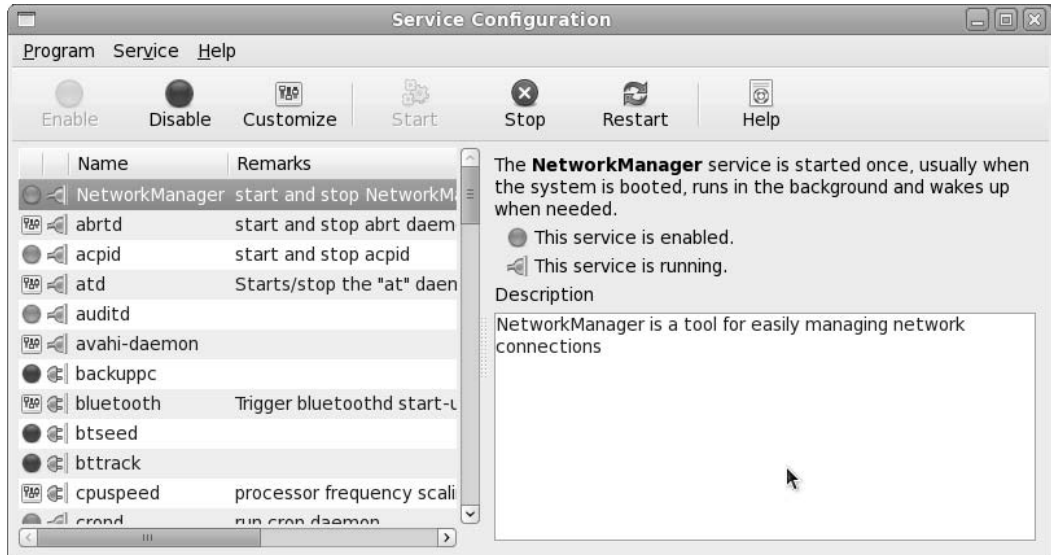 Service Configuration
Program Service Help
Enable Disable Customize Start Stop Restart Help
Name Remarks
NetworkManager start and stop NetworkMa
abrtd start and stop abrt daem
acpid start and stop acpid
atd Starts/stop the "at" daen
auditd
avahi-daemon
backuppc
bluetooth Trigger bluetoothd start-u
btseed
bttrack
cpuspeed processor frequency scali
crond run cron daemon
The NetworkManager service is started once, usually when
the system is booted, runs in the background and wakes up
when needed.
This service is enabled.
This service is running.
Description
NetworkManager is a tool for easily managing network
connections